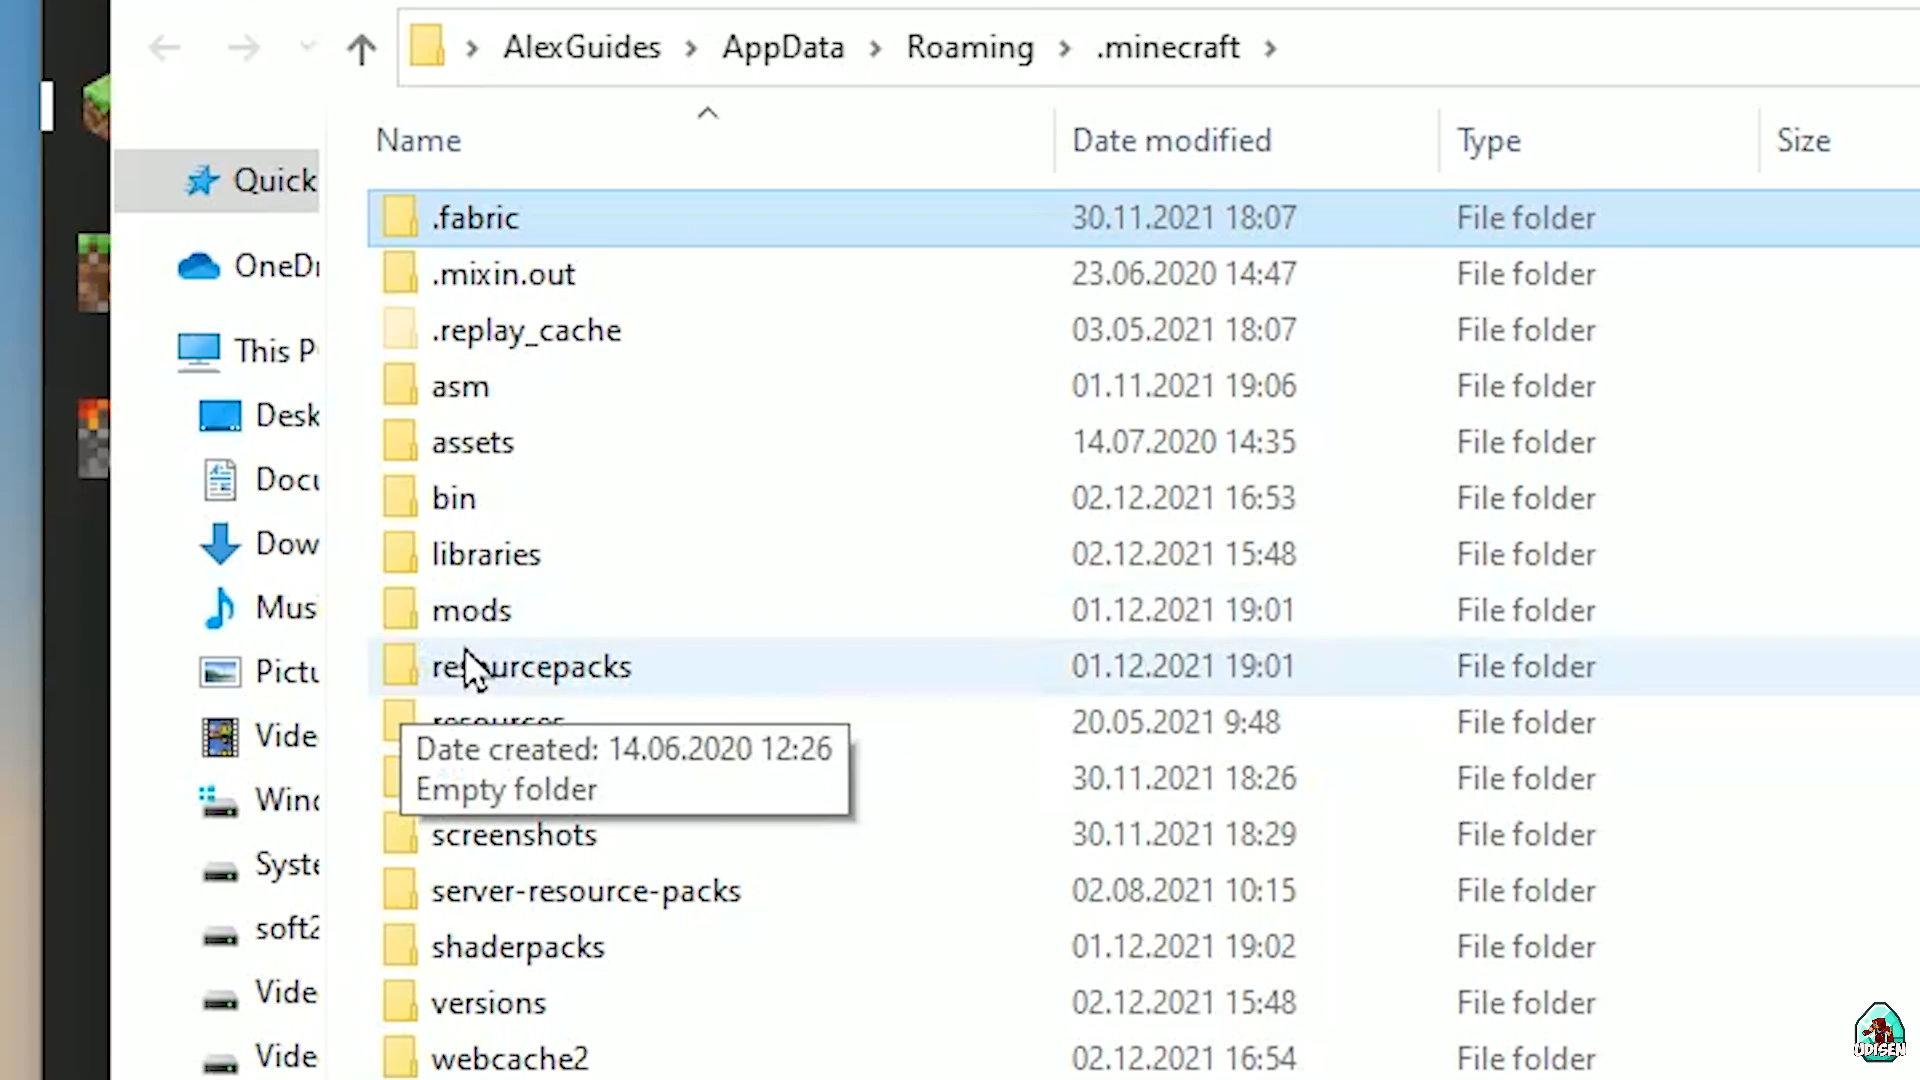 AlexGuides > AppData > Roaming > .minecraft >
Name Date modified Type Size
Quick
.fabric 30.11.2021 18:07 File folder
OneDr
.mixin.out 23.06.2020 14:47 File folder
.replay_cache 03.05.2021 18:07 File folder
This P
asm 01.11.2021 19:06 File folder
Desk
assets 14.07.2020 14:35 File folder
Docu
bin 02.12.2021 16:53 File folder
Dow
libraries 02.12.2021 15:48 File folder
Musi
mods 01.12.2021 19:01 File folder
Pictu
resourcepacks 01.12.2021 19:01 File folder
Vide
resources 20.05.2021 9:48 File folder
Date created: 14.06.2020 12:26
Empty folder
30.11.2021 18:26 File folder
Wind
screenshots 30.11.2021 18:29 File folder
Syste
server-resource-packs 02.08.2021 10:15 File folder
soft2
shaderpacks 01.12.2021 19:02 File folder
Vide
versions 02.12.2021 15:48 File folder
Vide
webcache2 02.12.2021 16:54 File folder
UDISEN